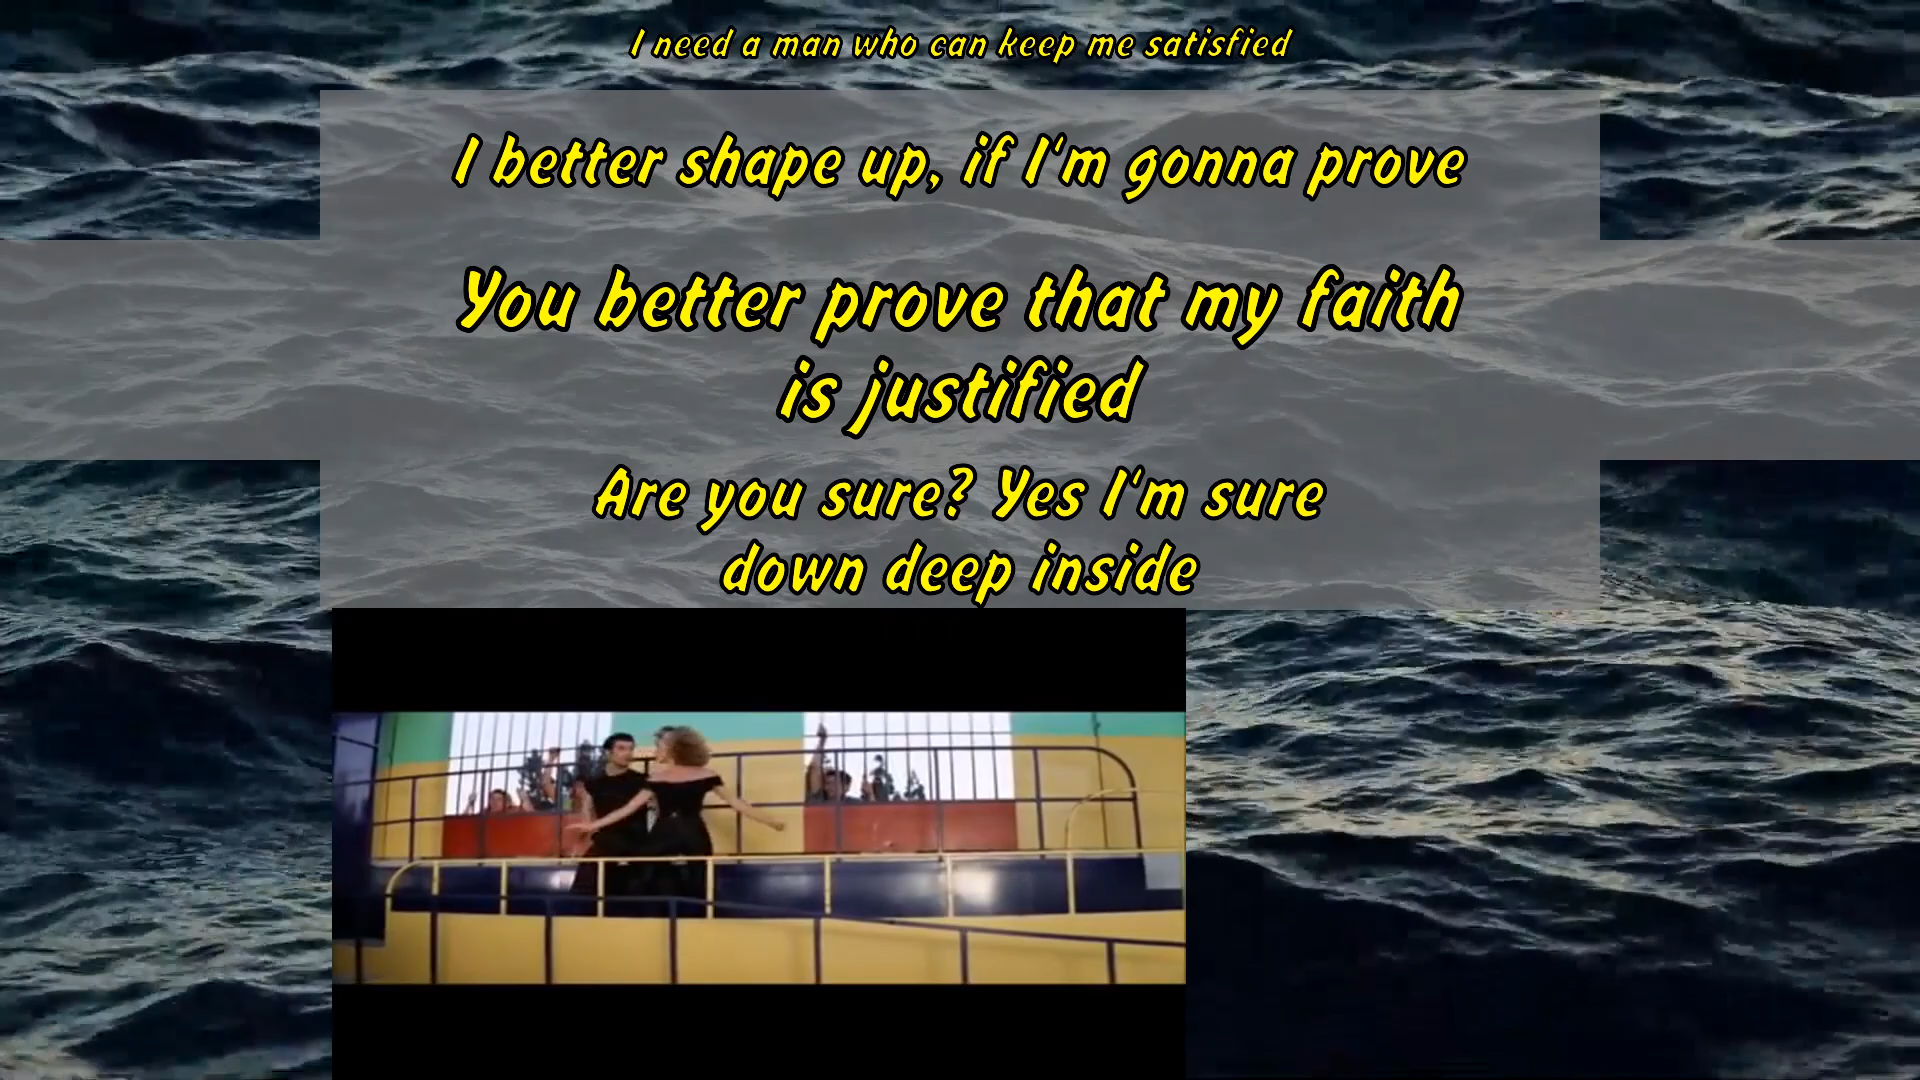 I need a man who can keep me satisfied
I better shape up, if I'm gonna prove
You better prove that my faith
is justified
Are you sure? Yes I'm sure
down deep inside